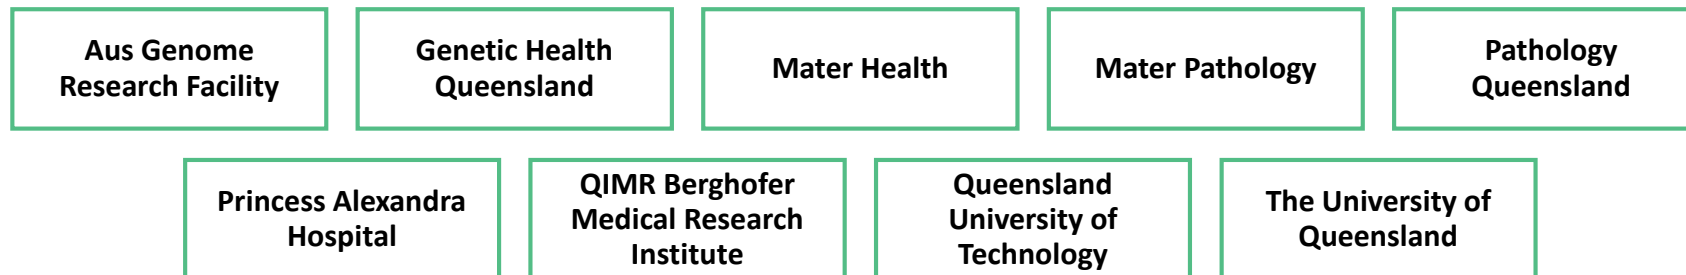 Aus Genome
Research Facility
Genetic Health
Queensland
Mater Health
Mater Pathology
Pathology
Queensland
Princess Alexandra
Hospital
QIMR Berghofer
Medical Research
Institute
Queensland
University of
Technology
The University of
Queensland